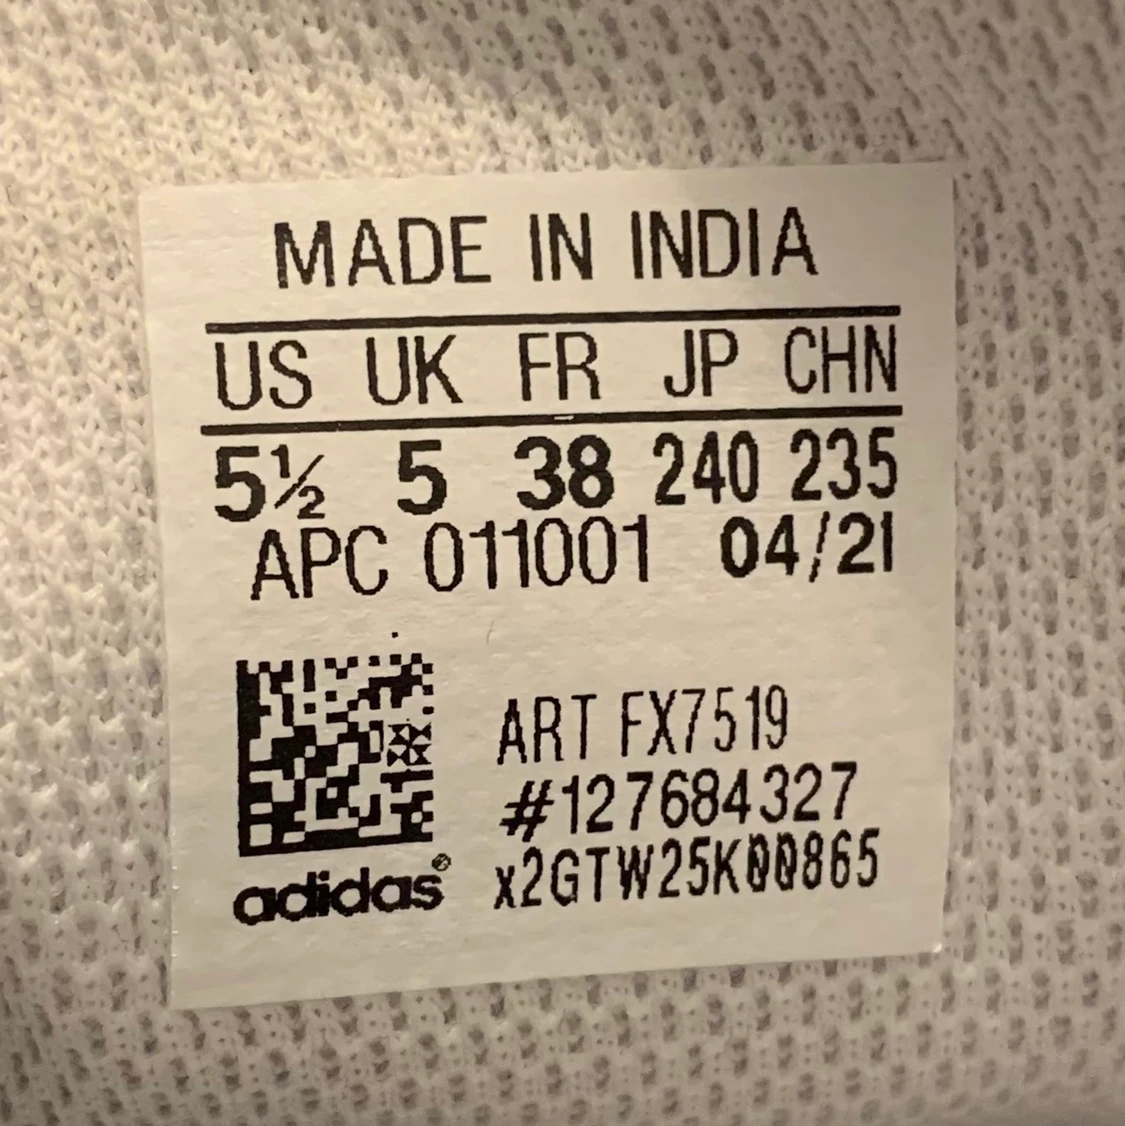 MADE IN INDIA
US UK FR JP CHN
5½ 5 38 240 235
APC 011001 04/21
ART FX7519
#127684327
x2GTW25K00865
adidas®